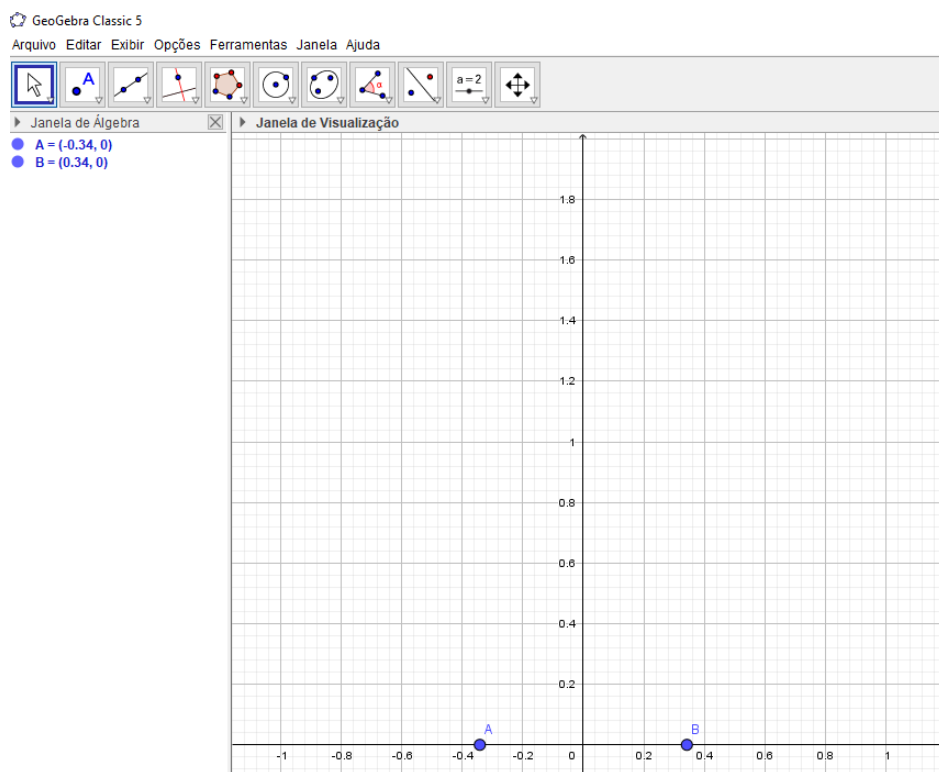 GeoGebra Classic 5
Arquivo Editar Exibir Opções Ferramentas Janela Ajuda
A
α
a = 2
Janela de Álgebra
Janela de Visualização
A = (-0.34, 0)
B = (0.34, 0)
1.8
1.6
1.4
1.2
1
0.8
0.6
0.4
0.2
A
B
-1 -0.8 -0.6 -0.4 -0.2 0 0.2 0.4 0.6 0.8 1